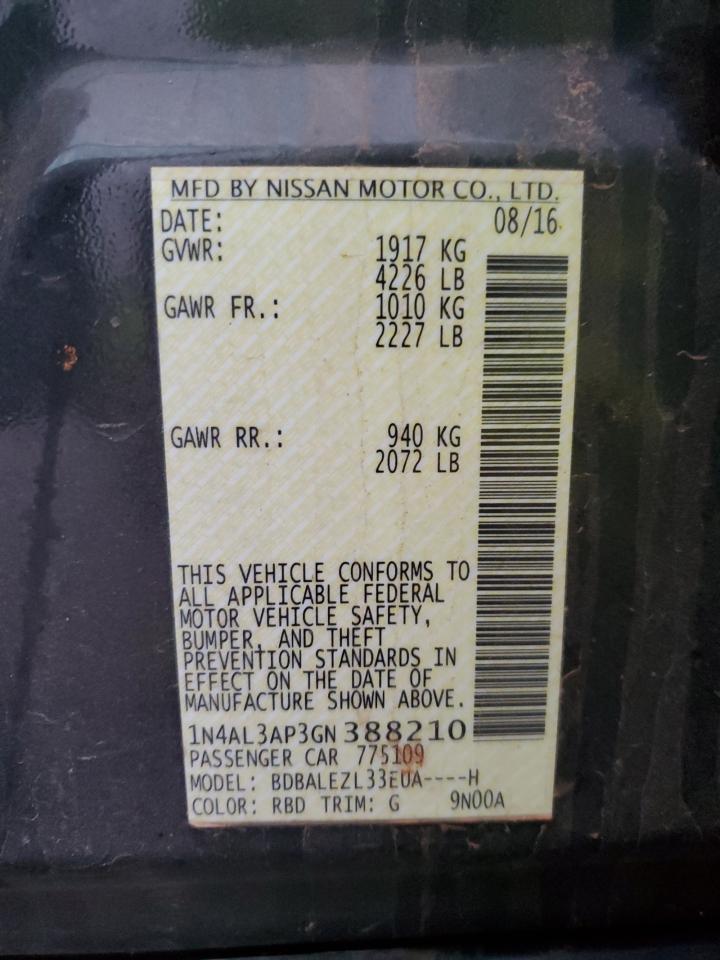 MFD BY NISSAN MOTOR CO., LTD.
DATE: 08/16
GVWR: 1917 KG
4226 LB
GAWR FR.: 1010 KG
2227 LB
GAWR RR.: 940 KG
2072 LB
THIS VEHICLE CONFORMS TO
ALL APPLICABLE FEDERAL
MOTOR VEHICLE SAFETY,
BUMPER, AND THEFT
PREVENTION STANDARDS IN
EFFECT ON THE DATE OF
MANUFACTURE SHOWN ABOVE.
1N4AL3AP3GN388210
PASSENGER CAR 775109
MODEL: BDBALEZL33EUA----H
COLOR: RBD TRIM: G 9N00A